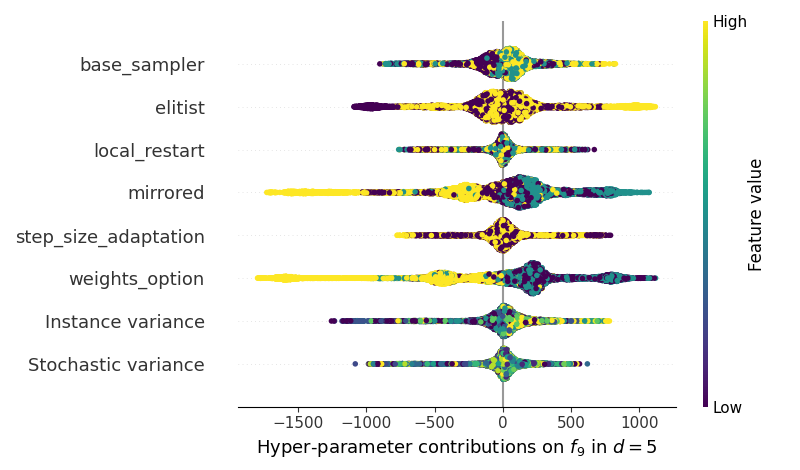 High
base_sampler
elitist
local_restart
mirrored
step_size_adaptation
weights_option
Instance variance
Stochastic variance
Feature value
Low
−1500 −1000 −500 0 500 1000
Hyper-parameter contributions on f₉ in d = 5